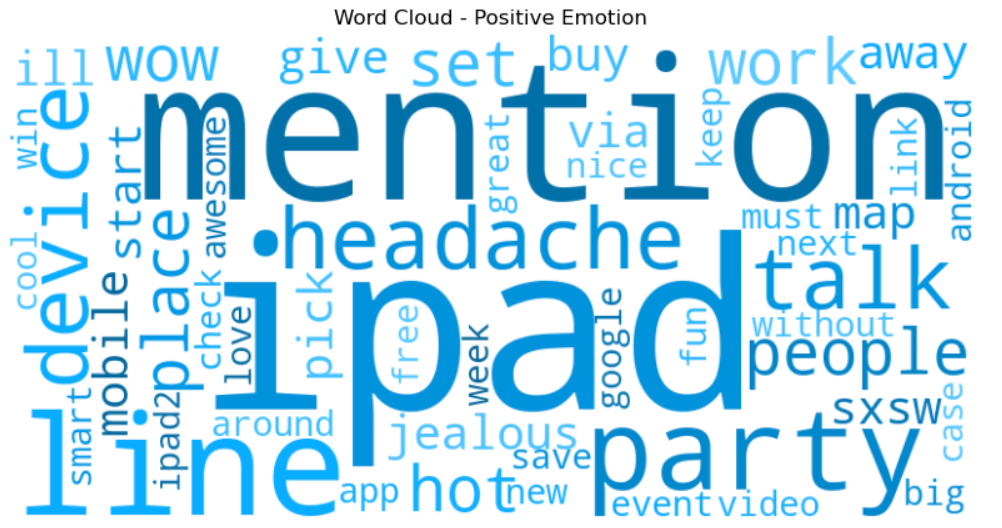 Word Cloud - Positive Emotion
ill
wow
give
set
buy
work
away
win
device
start
mention
awesome
great
via
nice
keep
link
android
cool
mobile
place
headache
must
map
next
talk
check
love
pick
ipad
free
week
google
fun
without
people
smart
line
ipad2
around
jealous
save
party
sxsw
case
app
hot
new
event
video
big